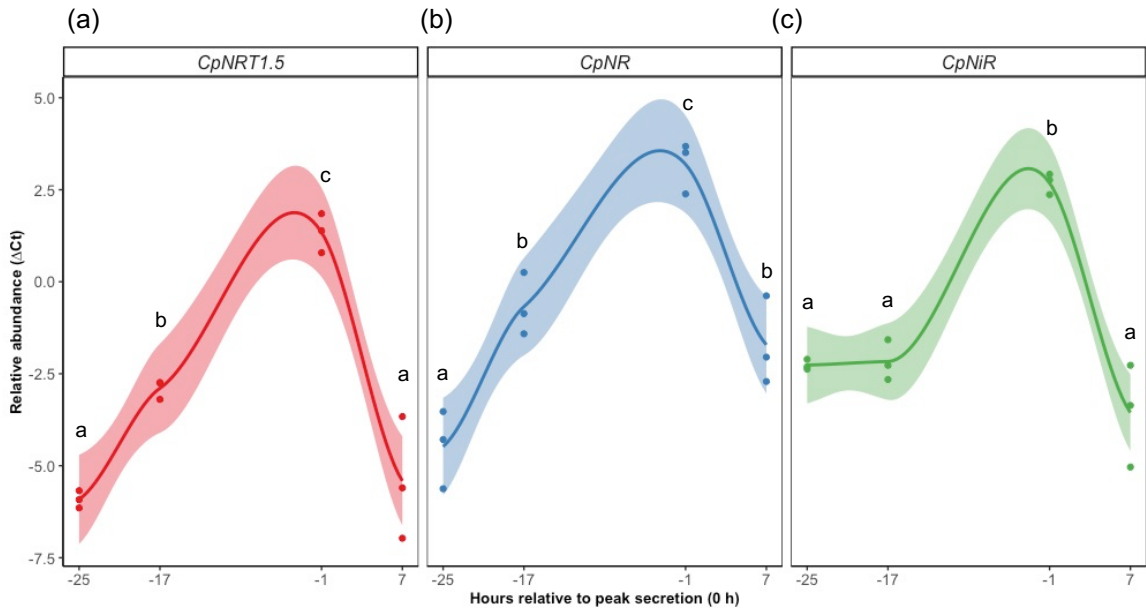 (a)
(b)
(c)
CpNRT1.5
CpNR
CpNiR
Relative abundance (ΔCt)
5.0
2.5
0.0
-2.5
-5.0
-7.5
a
b
c
a
a
b
c
b
a
a
b
a
-25
-17
-1
7
-25
-17
-1
7
-25
-17
-1
7
Hours relative to peak secretion (0 h)